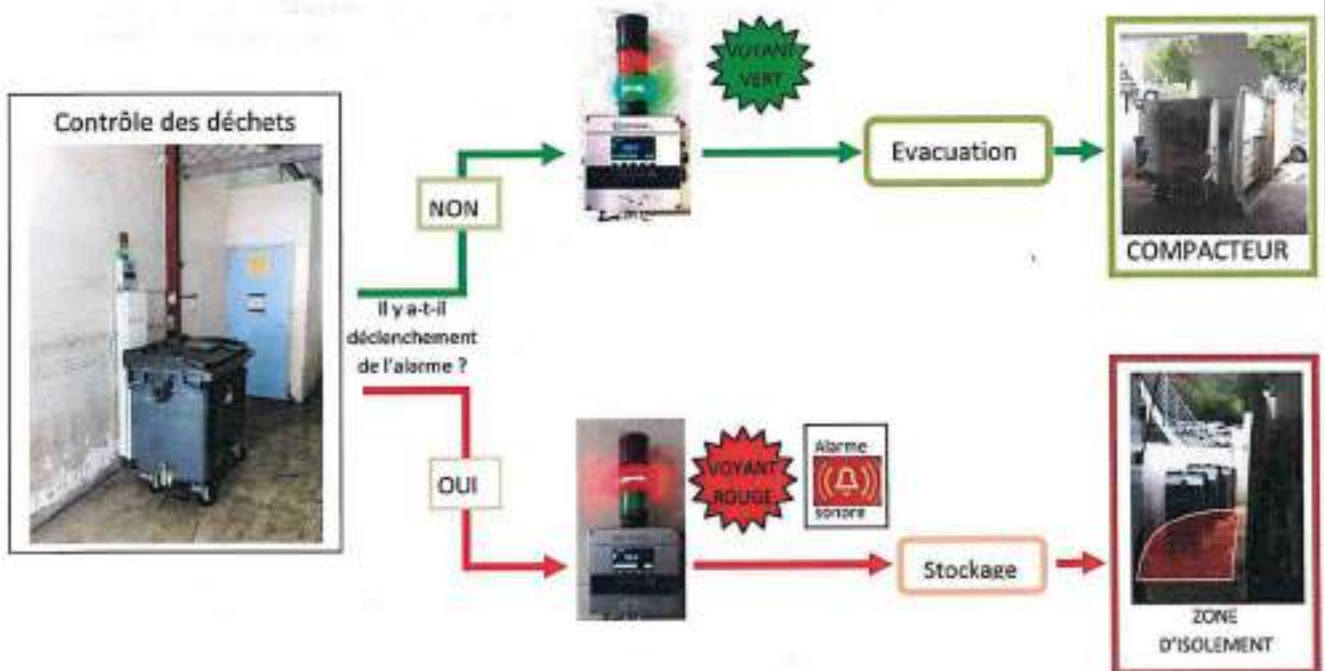 Contrôle des déchets
NON
VOYANT
VERT
Evacuation
COMPACTEUR
Il y a-t-il
déclenchement
de l'alarme ?
OUI
VOYANT
ROUGE
Alarme
sonore
Stockage
ZONE
D'ISOLEMENT